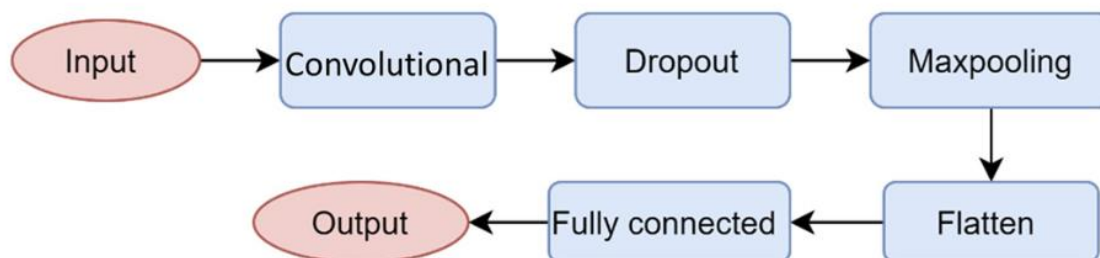 Input
Convolutional
Dropout
Maxpooling
Flatten
Fully connected
Output